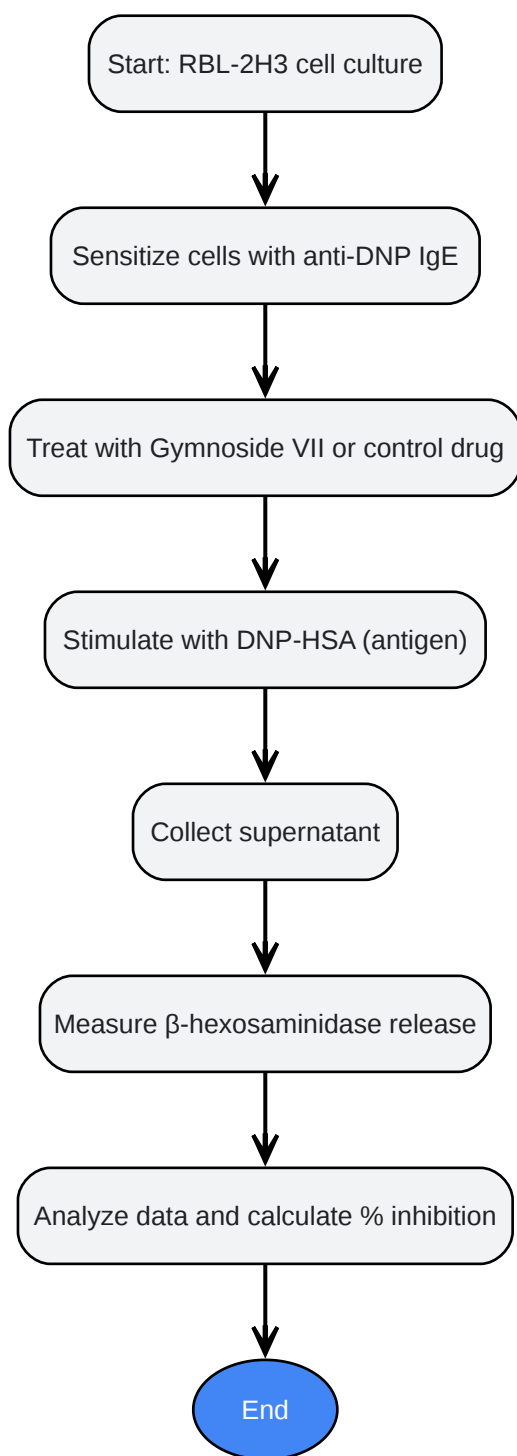 Start: RBL-2H3 cell culture
Sensitize cells with anti-DNP IgE
Treat with Gymnoside VII or control drug
Stimulate with DNP-HSA (antigen)
Collect supernatant
Measure β-hexosaminidase release
Analyze data and calculate % inhibition
End